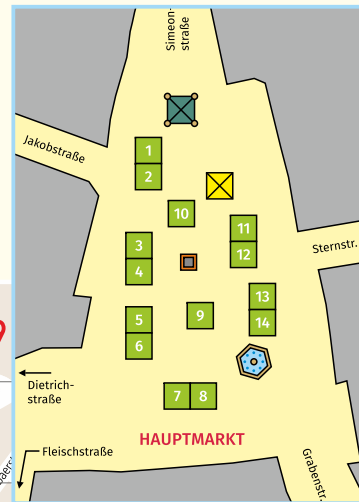 Simeon-
straße
Jakobstraße
1
2
10
11
12
Sternstr.
3
4
13
14
9
5
6
Dietrich-
straße
7
8
HAUPTMARKT
Fleischstraße
Grabenstr.